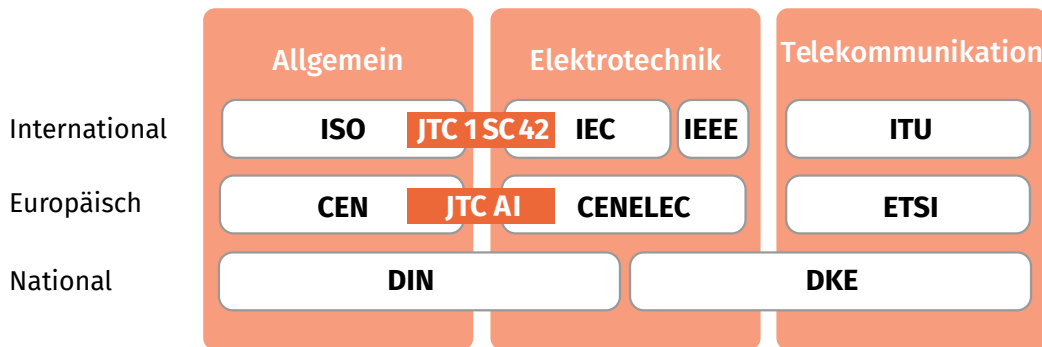 Allgemein Elektrotechnik Telekommunikation
International ISO JTC 1 SC 42 IEC IEEE ITU
Europäisch CEN JTC AI CENELEC ETSI
National DIN DKE